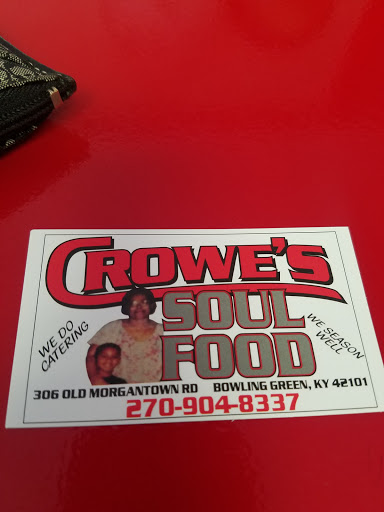 CROWE'S
SOUL
FOOD
WE DO
CATERING
WE SEASON
WELL
306 OLD MORGANTOWN RD BOWLING GREEN, KY 42101
270-904-8337